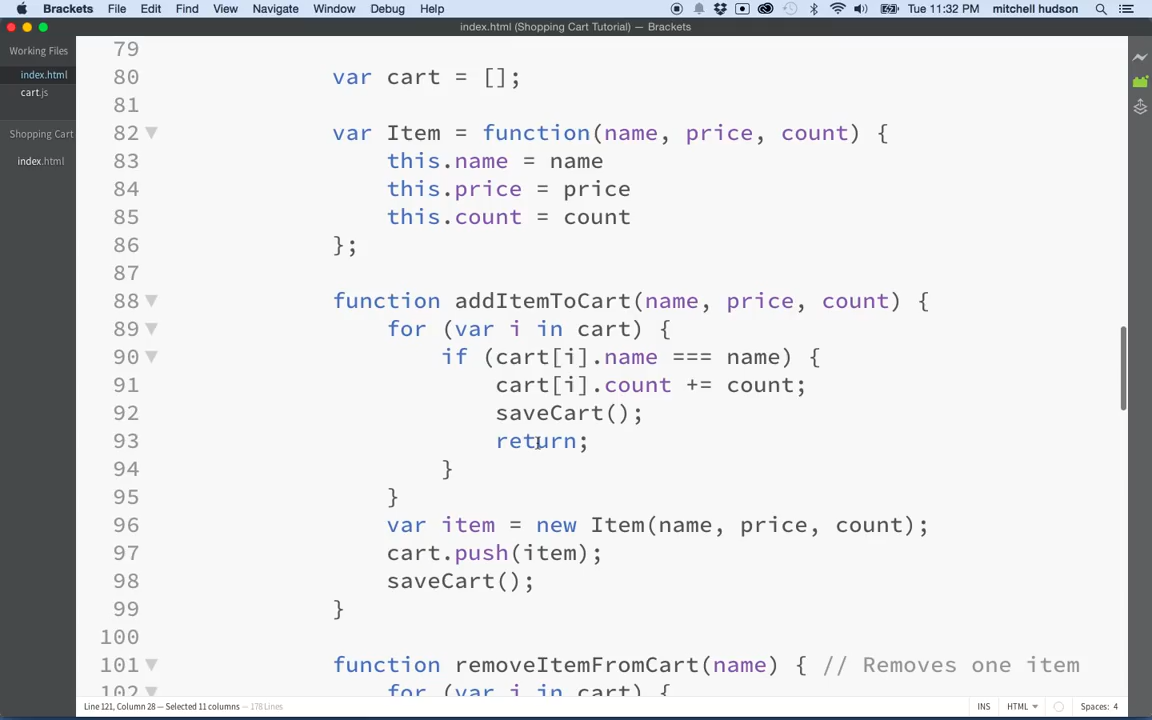 Brackets File Edit Find View Navigate Window Debug Help Tue 11:32 PM mitchell hudson
index.html (Shopping Cart Tutorial) — Brackets
Working Files
index.html
cart.js
Shopping Cart
index.html
79
80 var cart = [];
81
82 var Item = function(name, price, count) {
83 this.name = name
84 this.price = price
85 this.count = count
86 };
87
88 function addItemToCart(name, price, count) {
89 for (var i in cart) {
90 if (cart[i].name === name) {
91 cart[i].count += count;
92 saveCart();
93 return;
94 }
95 }
96 var item = new Item(name, price, count);
97 cart.push(item);
98 saveCart();
99 }
100
101 function removeItemFromCart(name) { // Removes one item
102 for (var i in cart) {
Line 121, Column 28 — Selected 11 columns — 178 Lines INS HTML Spaces: 4